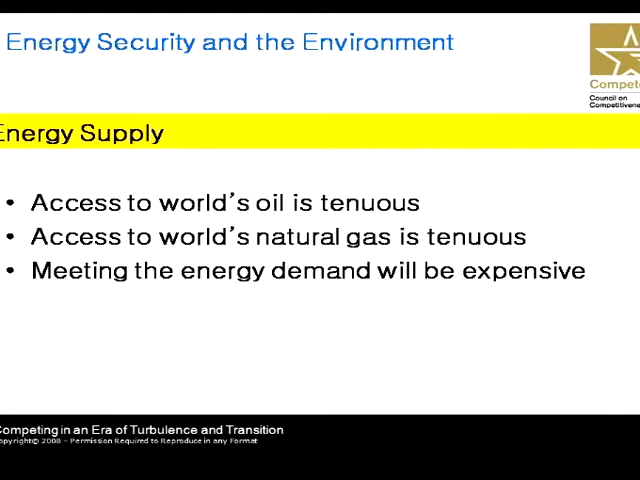 Energy Security and the Environment
Compete
Council on
Competitivene
Energy Supply
• Access to world's oil is tenuous
• Access to world's natural gas is tenuous
• Meeting the energy demand will be expensive
Competing in an Era of Turbulence and Transition
opyright© 2008 – Permission Required to Reproduce in any Format